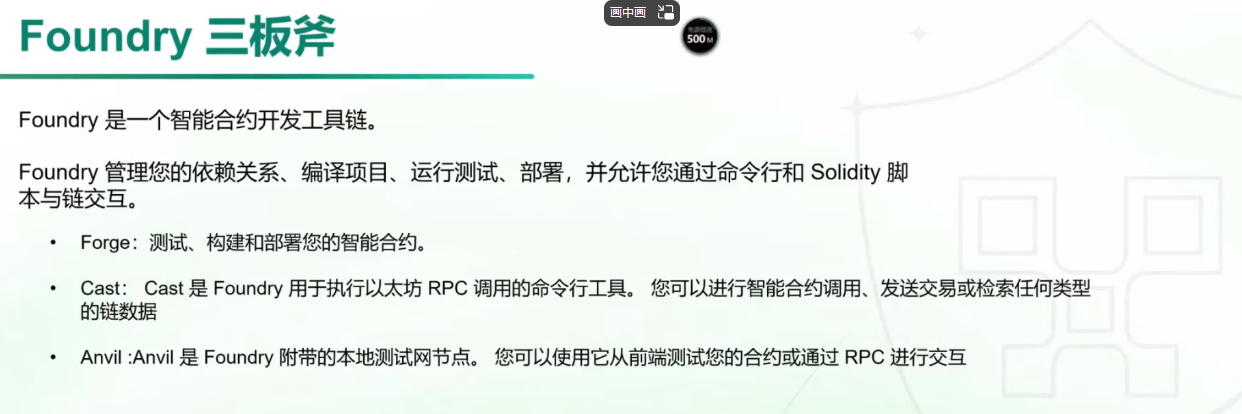 画中画
Foundry 三板斧
500 M
Foundry 是一个智能合约开发工具链。
Foundry 管理您的依赖关系、编译项目、运行测试、部署，并允许您通过命令行和 Solidity 脚
本与链交互。
• Forge：测试、构建和部署您的智能合约。
• Cast： Cast 是 Foundry 用于执行以太坊 RPC 调用的命令行工具。 您可以进行智能合约调用、发送交易或检索任何类型
的链数据
• Anvil :Anvil 是 Foundry 附带的本地测试网节点。 您可以使用它从前端测试您的合约或通过 RPC 进行交互